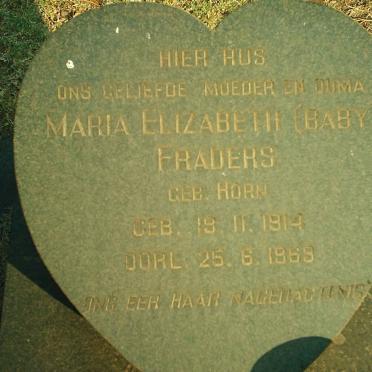 HIER RUS
ONS GELIEFDE MOEDER EN OUMA
MARIA ELIZABETH (BABY
FRADERS
GEB. HORN
GEB. 19. 11. 1914
OORL. 25. 6. 1969
ONS EER HAAR NAGEDAGTENIS